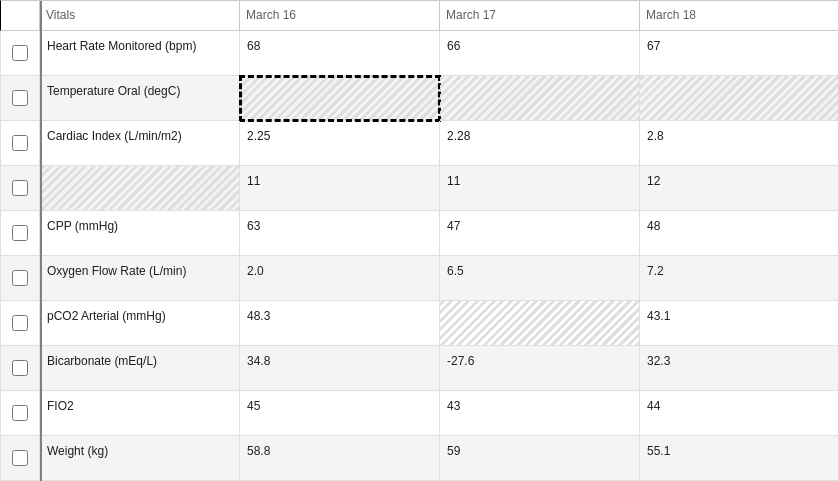 Vitals March 16 March 17 March 18
Heart Rate Monitored (bpm) 68 66 67
Temperature Oral (degC)
Cardiac Index (L/min/m2) 2.25 2.28 2.8
11 11 12
CPP (mmHg) 63 47 48
Oxygen Flow Rate (L/min) 2.0 6.5 7.2
pCO2 Arterial (mmHg) 48.3 43.1
Bicarbonate (mEq/L) 34.8 -27.6 32.3
FIO2 45 43 44
Weight (kg) 58.8 59 55.1